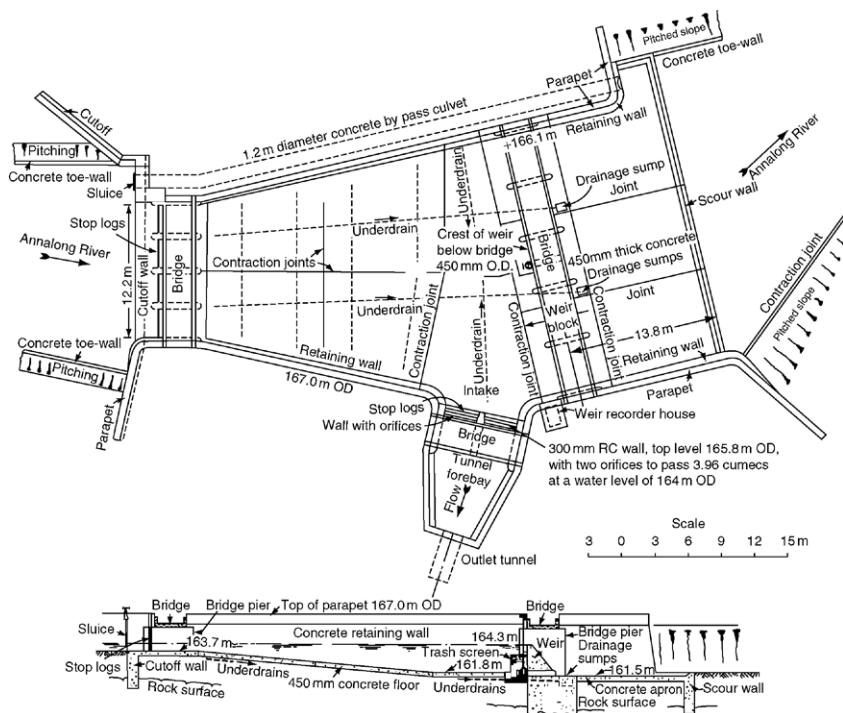 Pitched slope
Concrete toe-wall
Parapet
Cutoff
1.2 m diameter concrete by pass culvet
Retaining wall
+166.1 m
Annalong River
Pitching
Concrete toe-wall
Sluice
Underdrain
Drainage sump
Joint
Scour wall
Stop logs
Underdrain
Crest of weir
below bridge
450 mm O.D.
Bridge
450mm thick concrete
Drainage sumps
Contraction joint
Annalong River
12.2 m
Cutoff wall
Bridge
Contraction joints
Joint
Pitched slope
Underdrain
Contraction joint
Underdrain
Contraction joint
Weir
block
Contraction joint
13.8 m
Concrete toe-wall
Retaining wall
167.0 m OD
Retaining wall
Pitching
Intake
Parapet
Parapet
Stop logs
Wall with orifices
Weir recorder house
Bridge
300 mm RC wall, top level 165.8 m OD,
with two orifices to pass 3.96 cumecs
at a water level of 164 m OD
Tunnel
forebay
Flow
Scale
3 0 3 6 9 12 15 m
Outlet tunnel
Bridge
Bridge pier
Top of parapet 167.0 m OD
Bridge
Sluice
Concrete retaining wall
163.7 m
164.3 m
Weir
Bridge pier
Drainage
sumps
Trash screen
Stop logs
Cutoff wall
161.8 m
161.5 m
Underdrains
Rock surface
450 mm concrete floor
Underdrains
Concrete apron
Rock surface
Scour wall